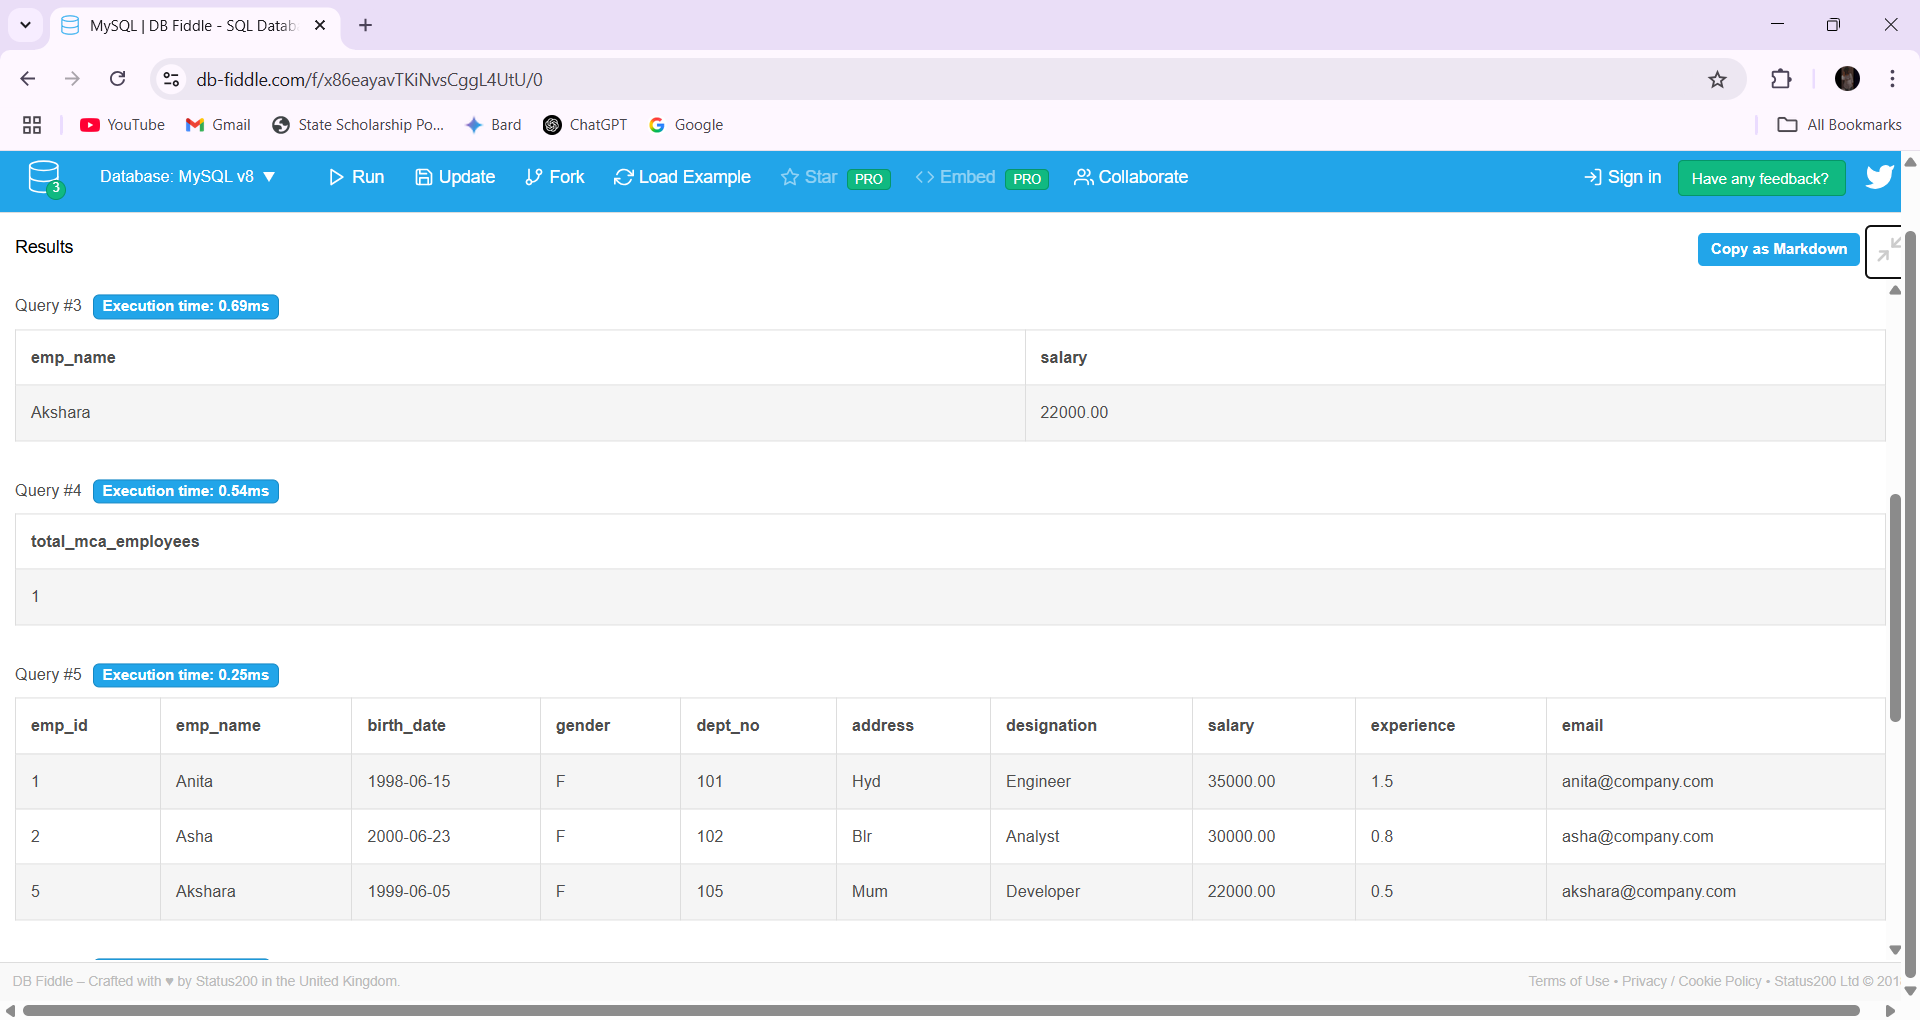 MySQL | DB Fiddle - SQL Datab
db-fiddle.com/f/x86eayavTKiNvsCggL4UtU/0
YouTube Gmail State Scholarship Po... Bard ChatGPT Google All Bookmarks
3 Database: MySQL v8 ▼ Run Update Fork Load Example Star PRO Embed PRO Collaborate Sign in Have any feedback?
Results Copy as Markdown
Query #3 Execution time: 0.69ms
emp_name salary
Akshara 22000.00
Query #4 Execution time: 0.54ms
total_mca_employees
1
Query #5 Execution time: 0.25ms
emp_id emp_name birth_date gender dept_no address designation salary experience email
1 Anita 1998-06-15 F 101 Hyd Engineer 35000.00 1.5 anita@company.com
2 Asha 2000-06-23 F 102 Blr Analyst 30000.00 0.8 asha@company.com
5 Akshara 1999-06-05 F 105 Mum Developer 22000.00 0.5 akshara@company.com
DB Fiddle – Crafted with ♥ by Status200 in the United Kingdom. Terms of Use • Privacy / Cookie Policy • Status200 Ltd © 201